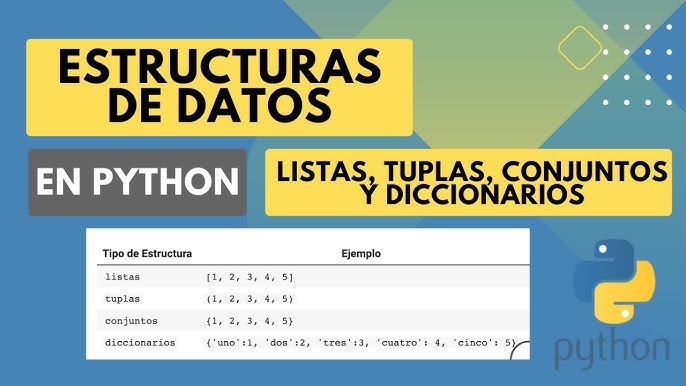 ESTRUCTURAS
DE DATOS
EN PYTHON
LISTAS, TUPLAS, CONJUNTOS
Y DICCIONARIOS
Tipo de Estructura Ejemplo
listas [1, 2, 3, 4, 5]
tuplas (1, 2, 3, 4, 5)
conjuntos {1, 2, 3, 4, 5}
diccionarios {'uno':1, 'dos':2, 'tres':3, 'cuatro': 4, 'cinco': 5}
python